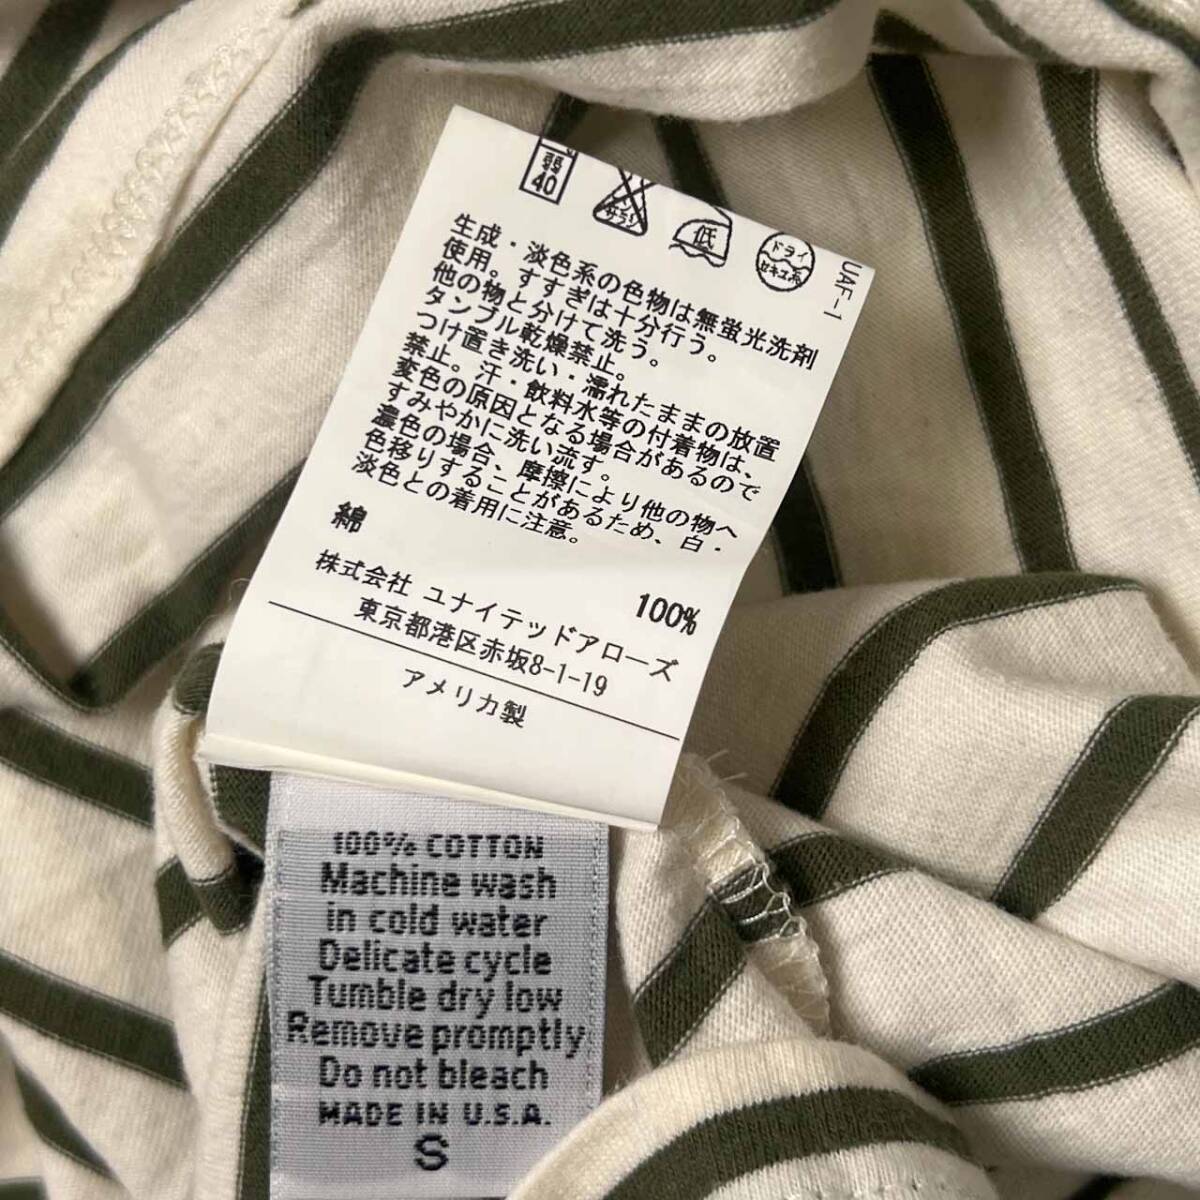 弱
40
エンソ
サラシ
低
ドライ
セキユ系
UAF-1
生成・淡色系の色物は無蛍光洗剤
使用。すすぎは十分行う。
他の物と分けて洗う。
タンブル乾燥禁止。
つけ置き洗い・濡れたままの放置
禁止。汗・飲料水等の付着物は、
変色の原因となる場合があるので
すみやかに洗い流す。
濃色の場合、摩擦により他の物へ
色移りすることがあるため、白・
淡色との着用に注意。
綿 100%
株式会社 ユナイテッドアローズ
東京都港区赤坂8-1-19
アメリカ製
100% COTTON
Machine wash
in cold water
Delicate cycle
Tumble dry low
Remove promptly
Do not bleach
MADE IN U.S.A.
S